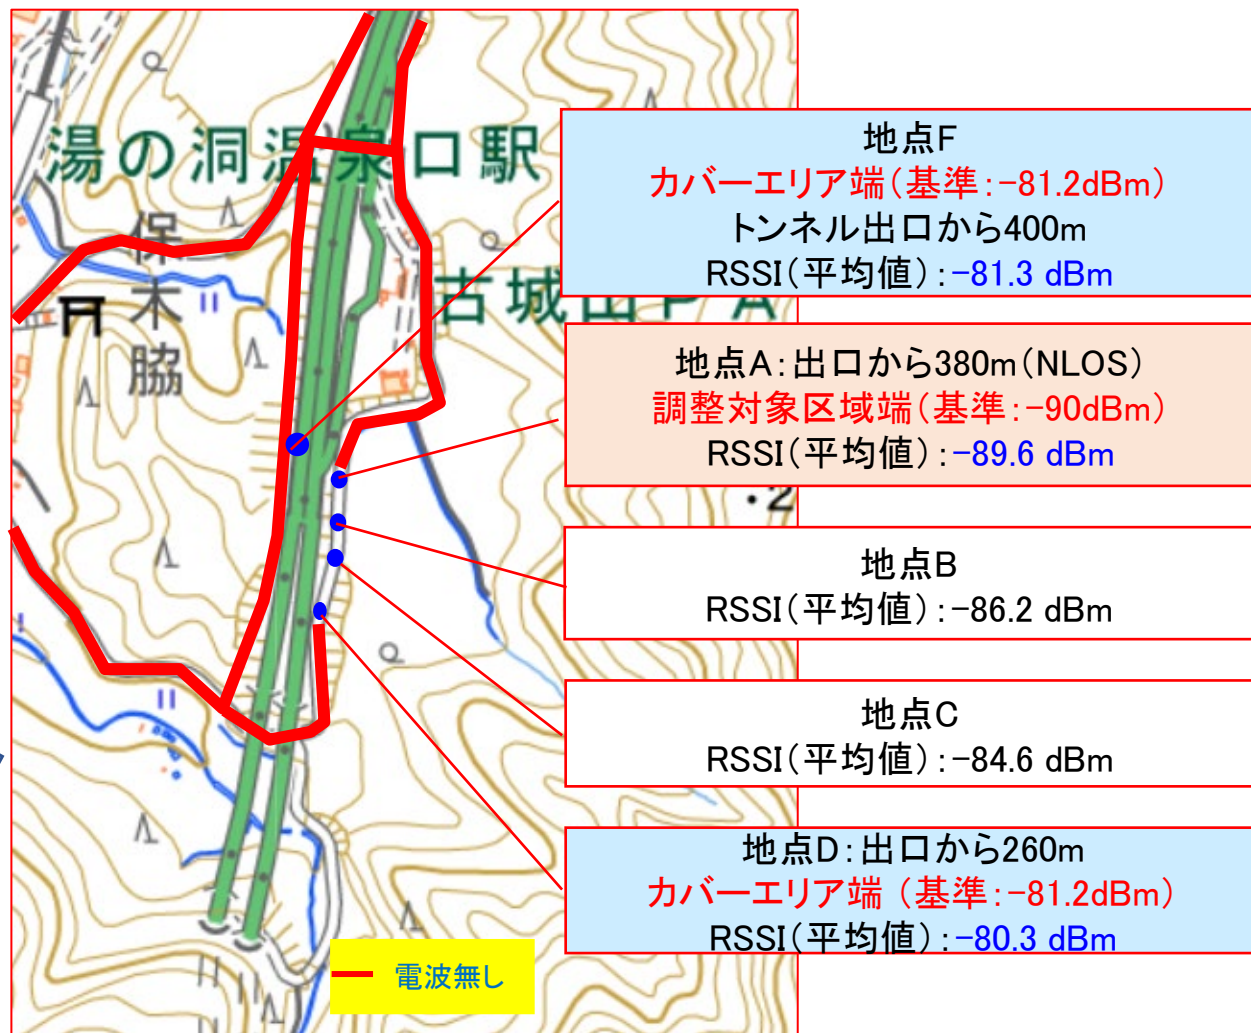 湯の洞温泉口駅
保木脇
古城山PA
・2
地点F
カバーエリア端(基準:-81.2dBm)
トンネル出口から400m
RSSI(平均値):-81.3 dBm
地点A:出口から380m(NLOS)
調整対象区域端(基準:-90dBm)
RSSI(平均値):-89.6 dBm
地点B
RSSI(平均値):-86.2 dBm
地点C
RSSI(平均値):-84.6 dBm
地点D:出口から260m
カバーエリア端 (基準:-81.2dBm)
RSSI(平均値):-80.3 dBm
電波無し